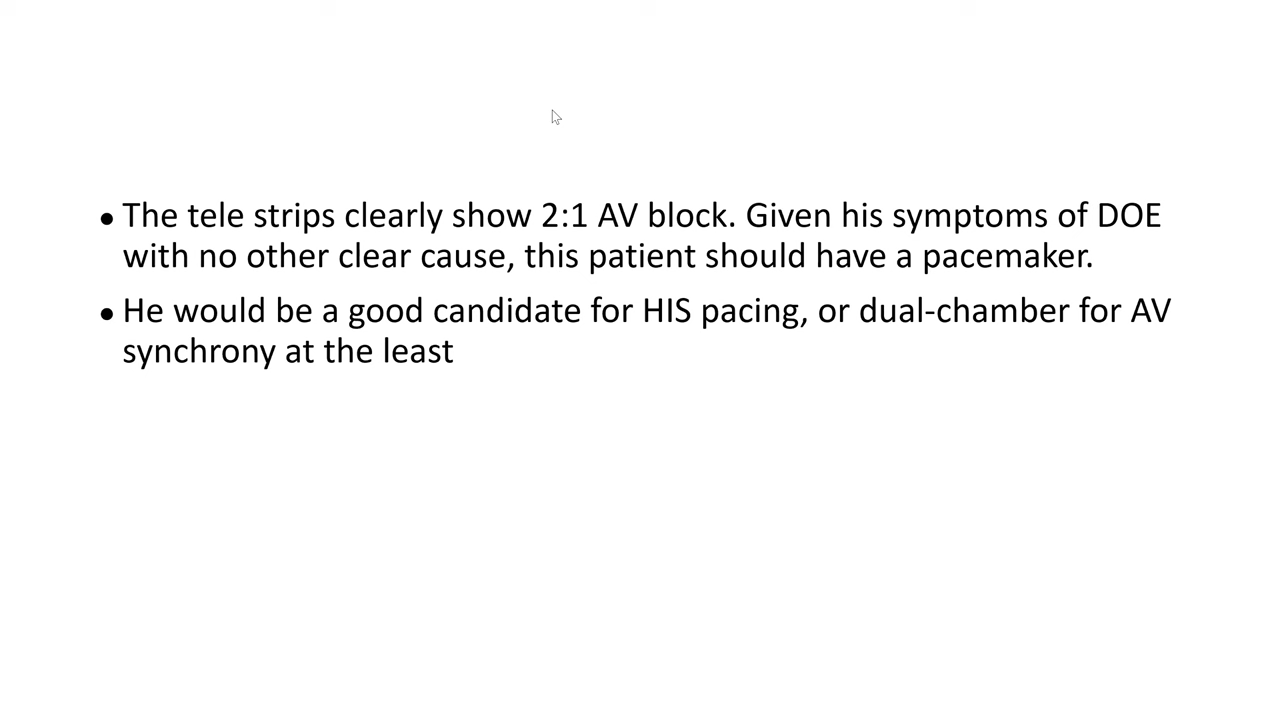 • The tele strips clearly show 2:1 AV block. Given his symptoms of DOE
with no other clear cause, this patient should have a pacemaker.
• He would be a good candidate for HIS pacing, or dual-chamber for AV
synchrony at the least